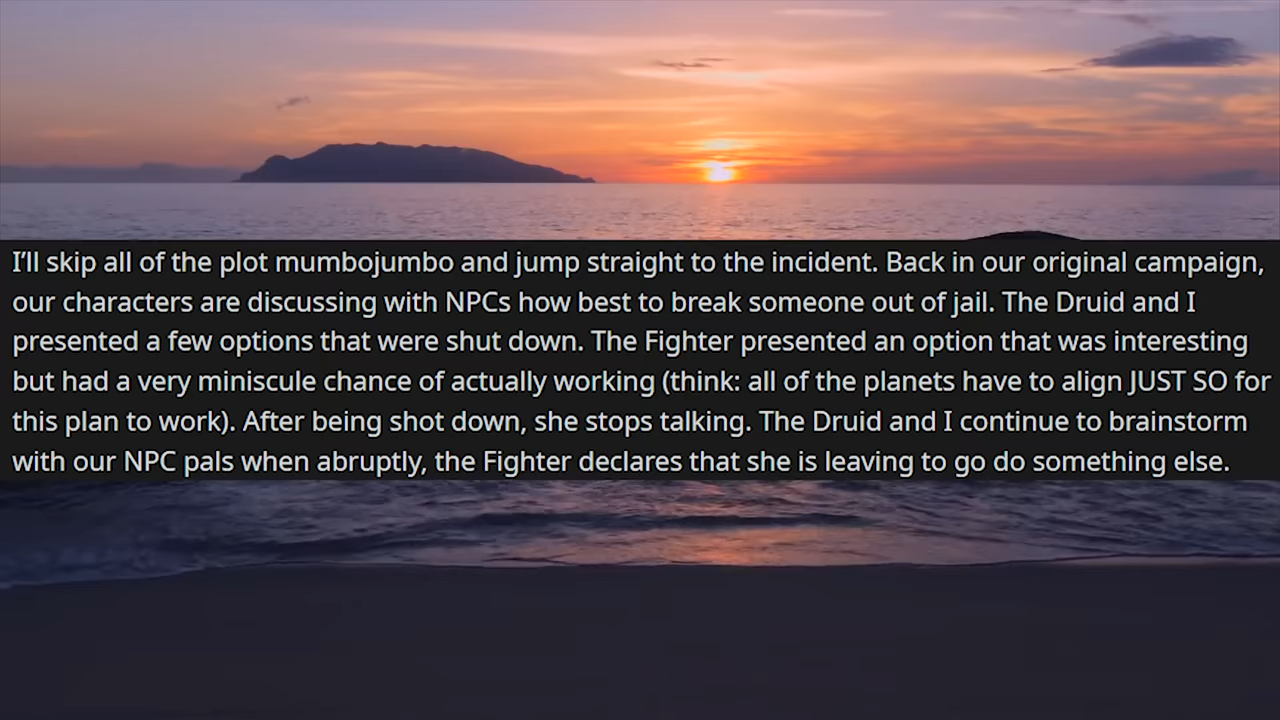 I'll skip all of the plot mumbojumbo and jump straight to the incident. Back in our original campaign,
our characters are discussing with NPCs how best to break someone out of jail. The Druid and I
presented a few options that were shut down. The Fighter presented an option that was interesting
but had a very miniscule chance of actually working (think: all of the planets have to align JUST SO for
this plan to work). After being shot down, she stops talking. The Druid and I continue to brainstorm
with our NPC pals when abruptly, the Fighter declares that she is leaving to go do something else.